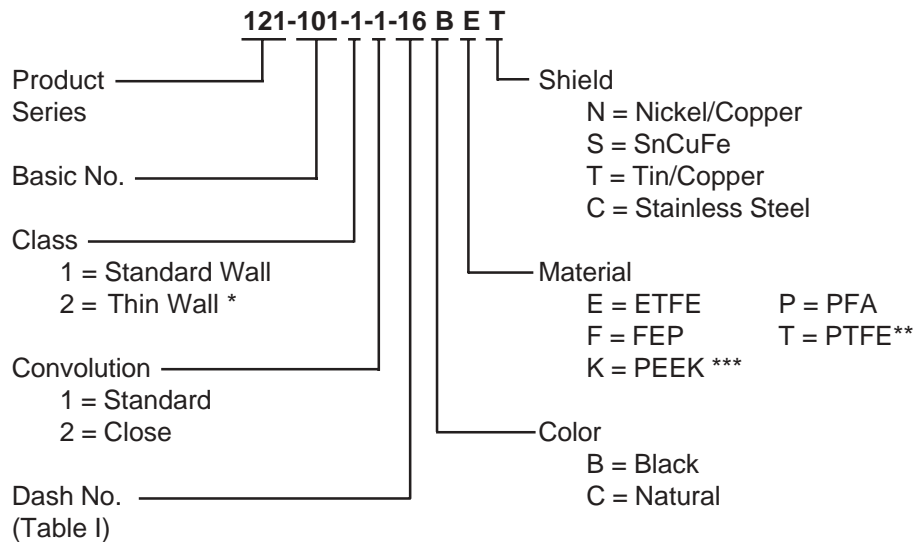 121-101-1-1-16 B E T
Product
Series
Basic No.
Class
1 = Standard Wall
2 = Thin Wall *
Convolution
1 = Standard
2 = Close
Dash No.
(Table I)
Shield
N = Nickel/Copper
S = SnCuFe
T = Tin/Copper
C = Stainless Steel
Material
E = ETFE P = PFA
F = FEP T = PTFE**
K = PEEK ***
Color
B = Black
C = Natural